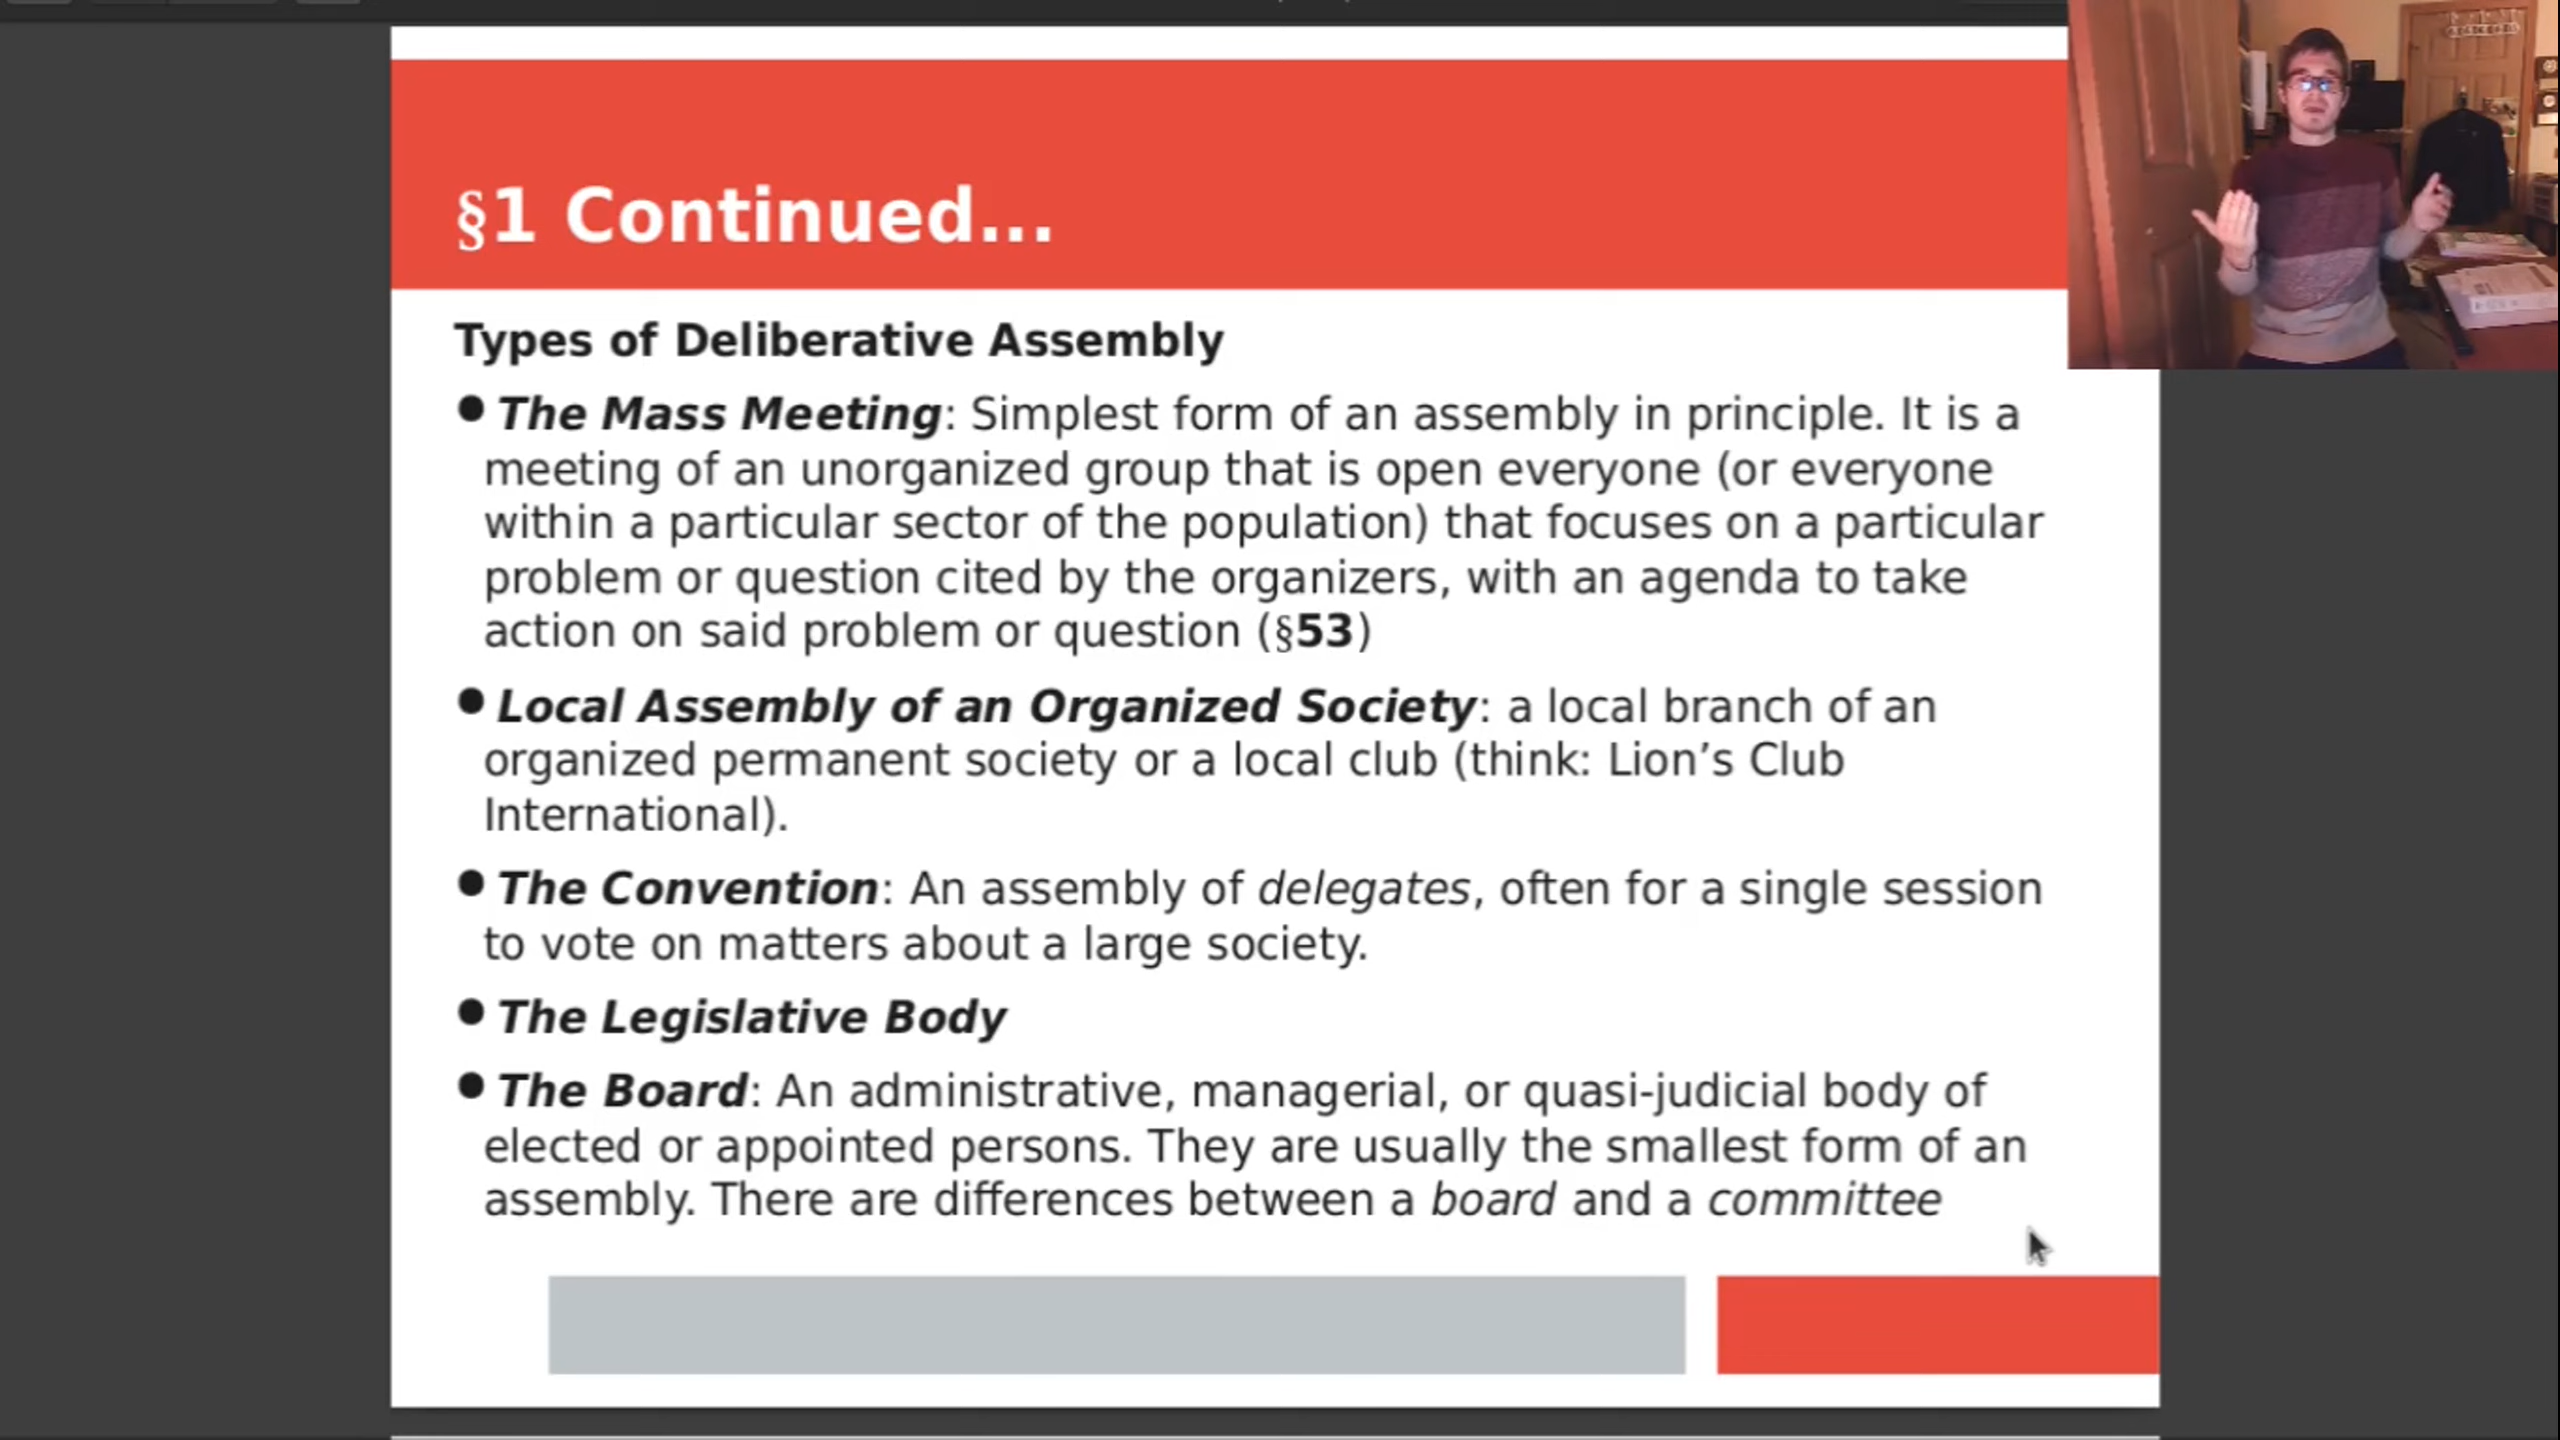 §1 Continued...
Types of Deliberative Assembly
● The Mass Meeting: Simplest form of an assembly in principle. It is a
meeting of an unorganized group that is open everyone (or everyone
within a particular sector of the population) that focuses on a particular
problem or question cited by the organizers, with an agenda to take
action on said problem or question (§53)
● Local Assembly of an Organized Society: a local branch of an
organized permanent society or a local club (think: Lion’s Club
International).
● The Convention: An assembly of delegates, often for a single session
to vote on matters about a large society.
● The Legislative Body
● The Board: An administrative, managerial, or quasi-judicial body of
elected or appointed persons. They are usually the smallest form of an
assembly. There are differences between a board and a committee